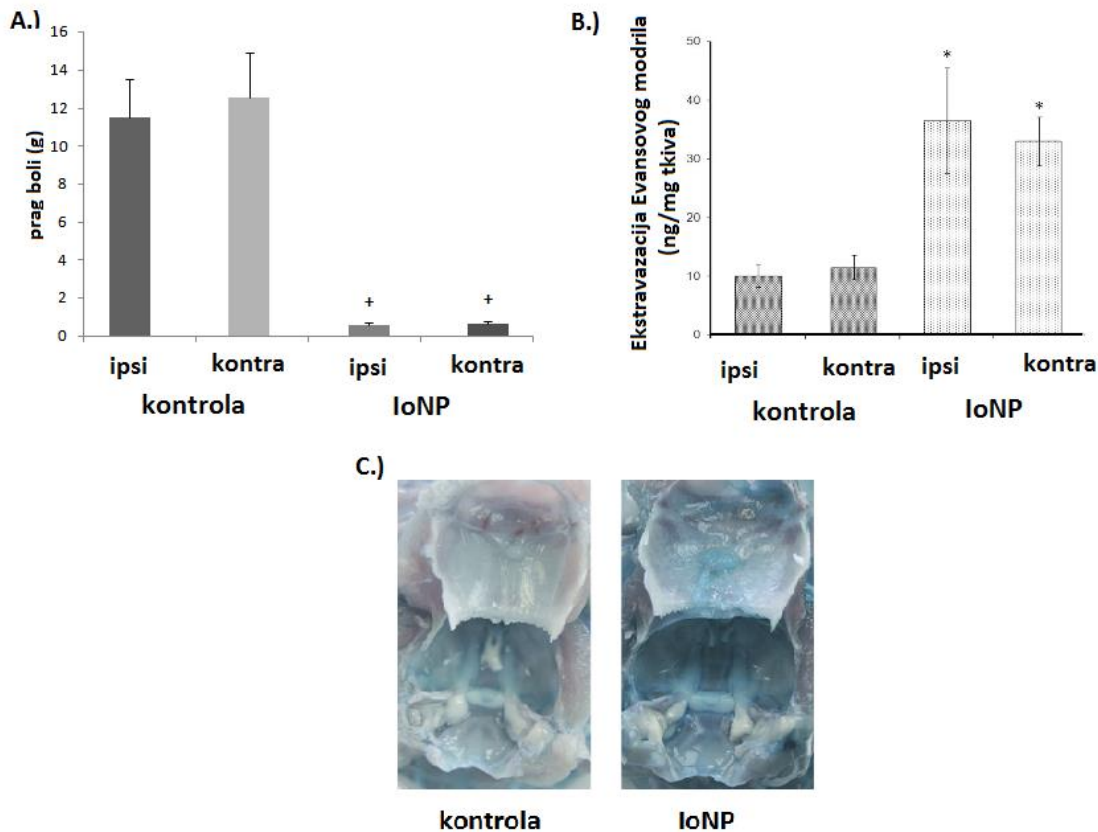 A.)
16
14
12
10
8
6
4
2
0
prag boli (g)
+
+
ipsi kontra ipsi kontra
kontrola IoNP
B.)
50
40
30
20
10
0
Ekstravazacija Evansovog modrila
(ng/mg tkiva)
*
*
ipsi kontra ipsi kontra
kontrola IoNP
C.)
kontrola IoNP